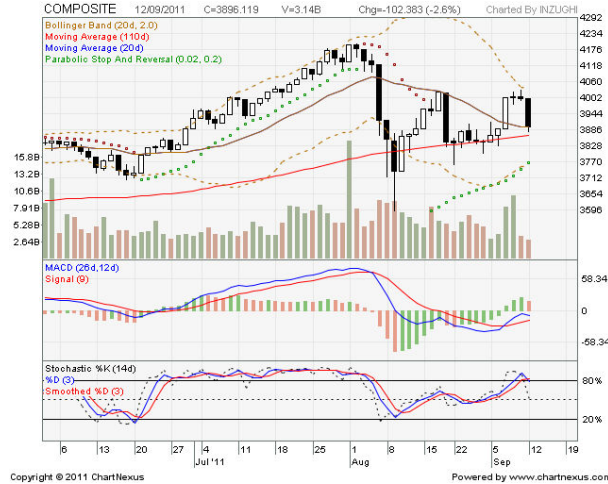 COMPOSITE 12/09/2011 C=3896.119 V=3.14B Chg=-102.383 (-2.6%) Charted By INZUGHI
Bollinger Band (20d, 2.0)
Moving Average (110d)
Moving Average (20d)
Parabolic Stop And Reversal (0.02, 0.2)
4292
4234
4176
4118
4060
4002
3944
3886
3828
3770
3712
3654
3596
15.8B
13.2B
10.6B
7.91B
5.28B
2.64B
MACD (26d,12d)
Signal (9)
58.34
0
-58.34
Stochastic %K (14d)
%D (3)
Smoothed %D (3)
80%
50%
20%
6 13 20 27 4 11 18 25 1 8 15 22 5 12 19
Jul '11 Aug Sep
Copyright © 2011 ChartNexus Powered by www.chartnexus.com